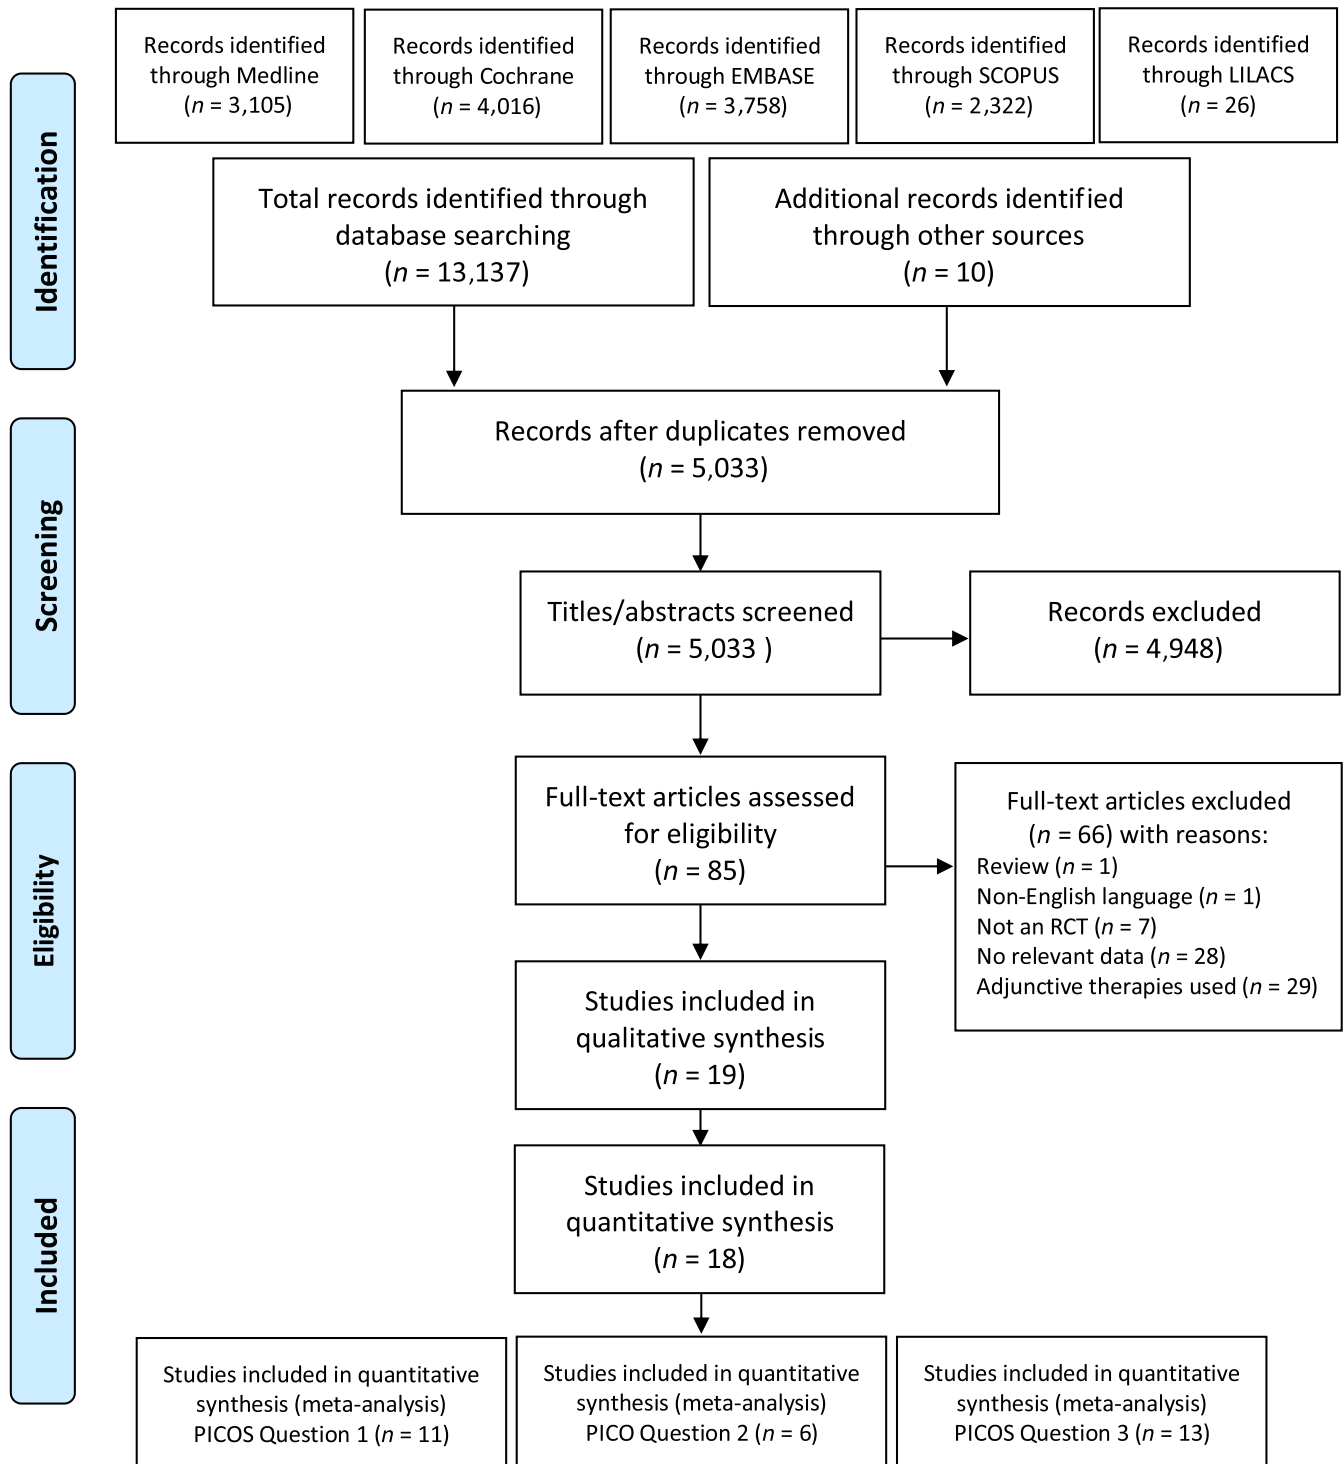 Records identified
through Medline
(n = 3,105)
Records identified
through Cochrane
(n = 4,016)
Records identified
through EMBASE
(n = 3,758)
Records identified
through SCOPUS
(n = 2,322)
Records identified
through LILACS
(n = 26)
Identification
Total records identified through
database searching
(n = 13,137)
Additional records identified
through other sources
(n = 10)
Screening
Records after duplicates removed
(n = 5,033)
Titles/abstracts screened
(n = 5,033 )
Records excluded
(n = 4,948)
Eligibility
Full-text articles assessed
for eligibility
(n = 85)
Full-text articles excluded
(n = 66) with reasons:
Review (n = 1)
Non-English language (n = 1)
Not an RCT (n = 7)
No relevant data (n = 28)
Adjunctive therapies used (n = 29)
Studies included in
qualitative synthesis
(n = 19)
Included
Studies included in
quantitative synthesis
(n = 18)
Studies included in quantitative
synthesis (meta-analysis)
PICOS Question 1 (n = 11)
Studies included in quantitative
synthesis (meta-analysis)
PICO Question 2 (n = 6)
Studies included in quantitative
synthesis (meta-analysis)
PICOS Question 3 (n = 13)